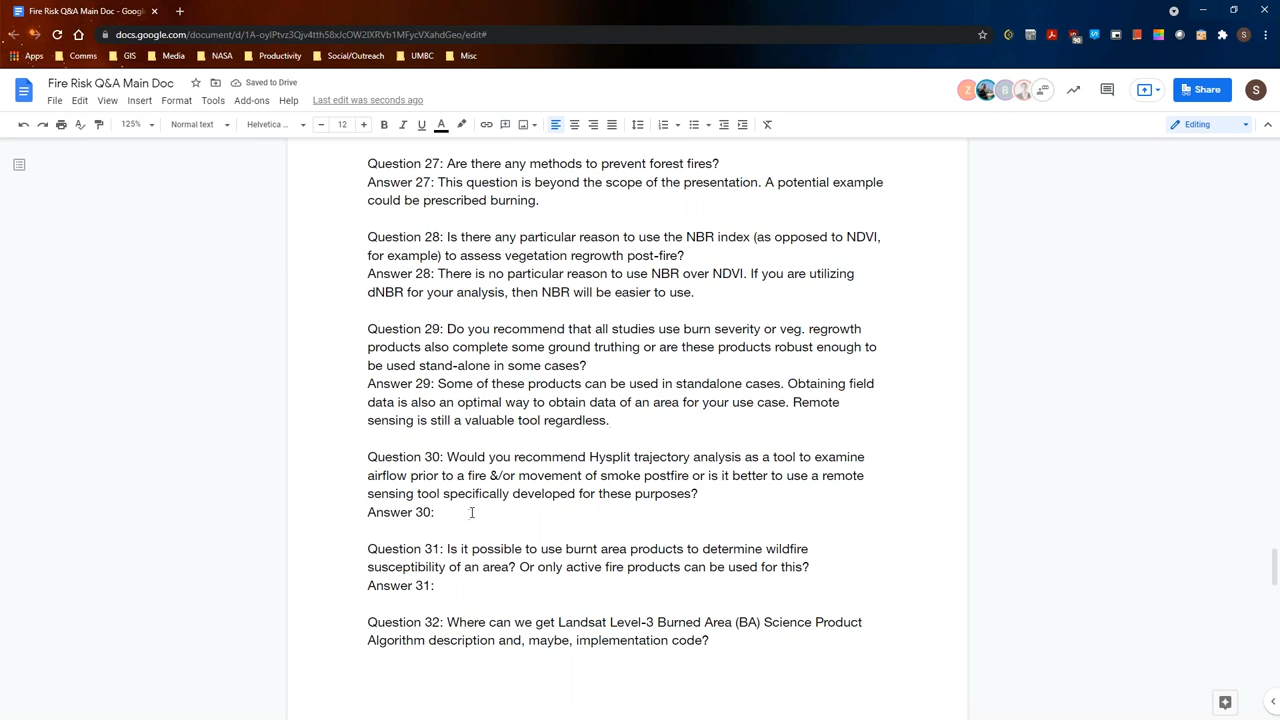 Fire Risk Q&A Main Doc - Google
docs.google.com/document/d/1A-oyIPtvz3Qjv4tth58xJcOW2IXRVb1MFycVXahdGeo/edit#
Apps Comms GIS Media NASA Productivity Social/Outreach UMBC Misc
S
Fire Risk Q&A Main Doc Saved to Drive
File Edit View Insert Format Tools Add-ons Help Last edit was seconds ago
Z B Share S
125% Normal text Helvetica ... 12 B I U A Editing
Question 27: Are there any methods to prevent forest fires?
Answer 27: This question is beyond the scope of the presentation. A potential example
could be prescribed burning.
Question 28: Is there any particular reason to use the NBR index (as opposed to NDVI,
for example) to assess vegetation regrowth post-fire?
Answer 28: There is no particular reason to use NBR over NDVI. If you are utilizing
dNBR for your analysis, then NBR will be easier to use.
Question 29: Do you recommend that all studies use burn severity or veg. regrowth
products also complete some ground truthing or are these products robust enough to
be used stand-alone in some cases?
Answer 29: Some of these products can be used in standalone cases. Obtaining field
data is also an optimal way to obtain data of an area for your use case. Remote
sensing is still a valuable tool regardless.
Question 30: Would you recommend Hysplit trajectory analysis as a tool to examine
airflow prior to a fire &/or movement of smoke postfire or is it better to use a remote
sensing tool specifically developed for these purposes?
Answer 30:
Question 31: Is it possible to use burnt area products to determine wildfire
susceptibility of an area? Or only active fire products can be used for this?
Answer 31:
Question 32: Where can we get Landsat Level-3 Burned Area (BA) Science Product
Algorithm description and, maybe, implementation code?